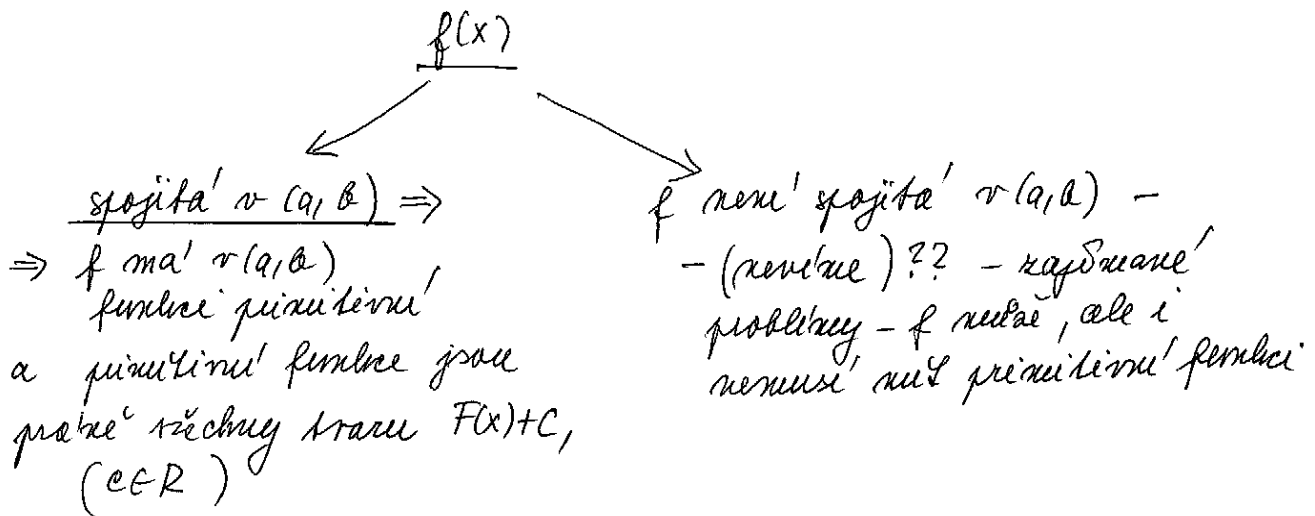 f(x)
spojitá v (a, b) ⇒
⇒ f má v (a, b)
funkci primitivní
a primitivní funkce jsou
právě všechny tvaru F(x)+C,
(c∈R)
f není spojitá v (a, b) –
– (nevíme) ?? – zajímavé
problémy – f může, ale i
nemusí mít primitivní funkci